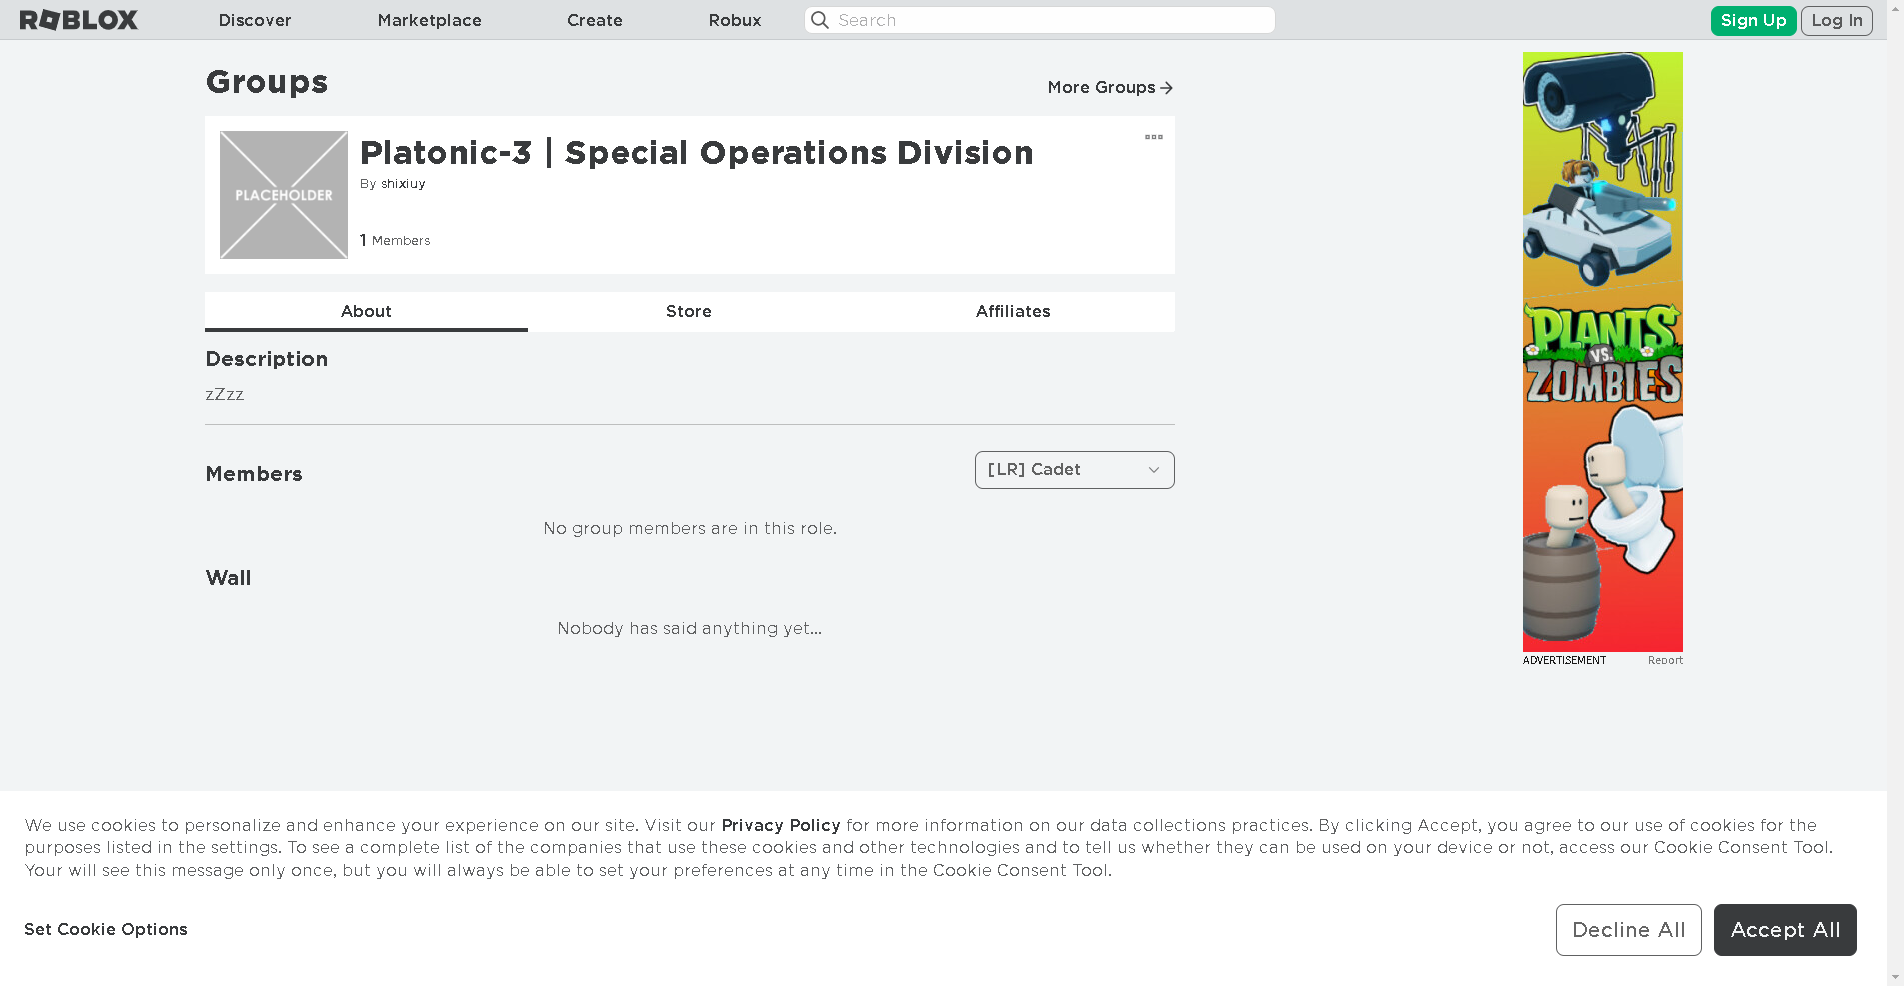 ROBLOX
Discover
Marketplace
Create
Robux
Search
Sign Up
Log In
Groups
More Groups
PLACEHOLDER
Platonic-3 | Special Operations Division
By shixiuy
1 Members
About
Store
Affiliates
Description
zZzz
Members
[LR] Cadet
No group members are in this role.
Wall
Nobody has said anything yet...
PLANTS
VS.
ZOMBIES
ADVERTISEMENT
Report
We use cookies to personalize and enhance your experience on our site. Visit our Privacy Policy for more information on our data collections practices. By clicking Accept, you agree to our use of cookies for the
purposes listed in the settings. To see a complete list of the companies that use these cookies and other technologies and to tell us whether they can be used on your device or not, access our Cookie Consent Tool.
Your will see this message only once, but you will always be able to set your preferences at any time in the Cookie Consent Tool.
Set Cookie Options
Decline All
Accept All